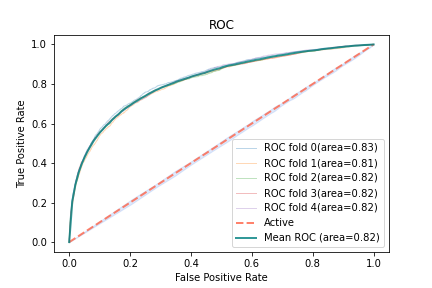 ROC
1.0
0.8
0.6
0.4
0.2
0.0
True Positive Rate
ROC fold 0(area=0.83)
ROC fold 1(area=0.81)
ROC fold 2(area=0.82)
ROC fold 3(area=0.82)
ROC fold 4(area=0.82)
Active
Mean ROC (area=0.82)
0.0 0.2 0.4 0.6 0.8 1.0
False Positive Rate